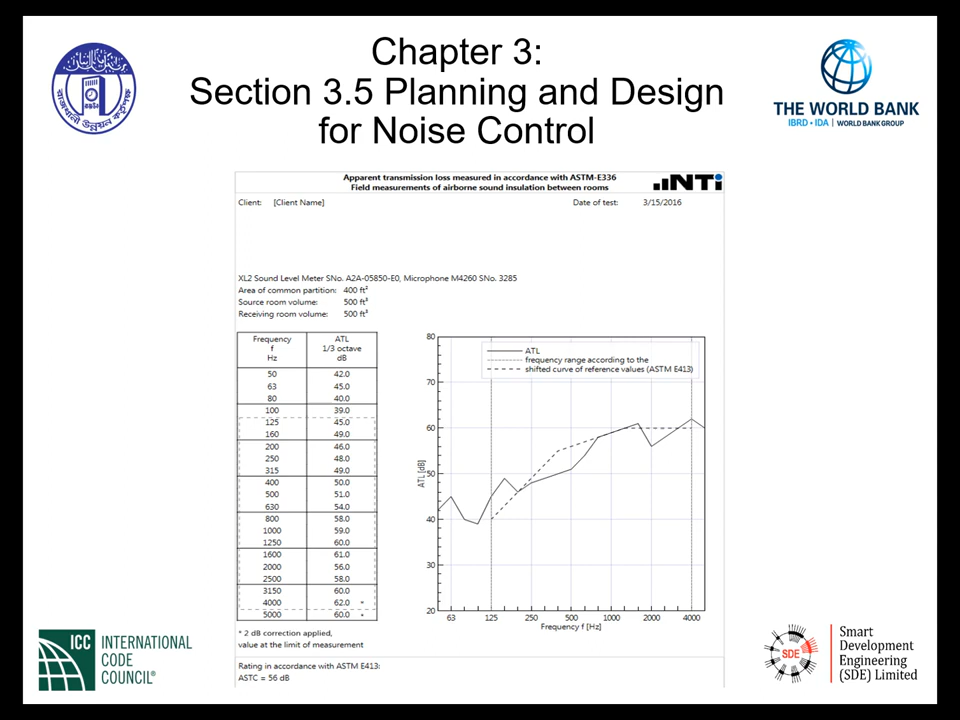 Chapter 3:
Section 3.5 Planning and Design
for Noise Control
রাজধানী উন্নয়ন কর্তৃপক্ষ
THE WORLD BANK
IBRD • IDA | WORLD BANK GROUP
Apparent transmission loss measured in accordance with ASTM-E336
Field measurements of airborne sound insulation between rooms
NTi
Client: [Client Name] Date of test: 3/15/2016
XL2 Sound Level Meter SNo. A2A-05850-E0, Microphone M4260 SNo. 3285
Area of common partition: 400 ft²
Source room volume: 500 ft³
Receiving room volume: 500 ft³
Frequency ATL
f 1/3 octave
Hz dB
50 42.0
63 45.0
80 40.0
100 39.0
125 45.0
160 49.0
200 46.0
250 48.0
315 49.0
400 50.0
500 51.0
630 54.0
800 58.0
1000 59.0
1250 60.0
1600 61.0
2000 56.0
2500 58.0
3150 60.0
4000 62.0 *
5000 60.0 *
* 2 dB correction applied,
value at the limit of measurement
Rating in accordance with ASTM E413:
ASTC = 56 dB
ATL
frequency range according to the
shifted curve of reference values (ASTM E413)
80
70
60
50
40
30
20
ATL [dB]
63 125 250 500 1000 2000 4000
Frequency f [Hz]
ICC INTERNATIONAL
CODE
COUNCIL®
SDE
Smart
Development
Engineering
(SDE) Limited